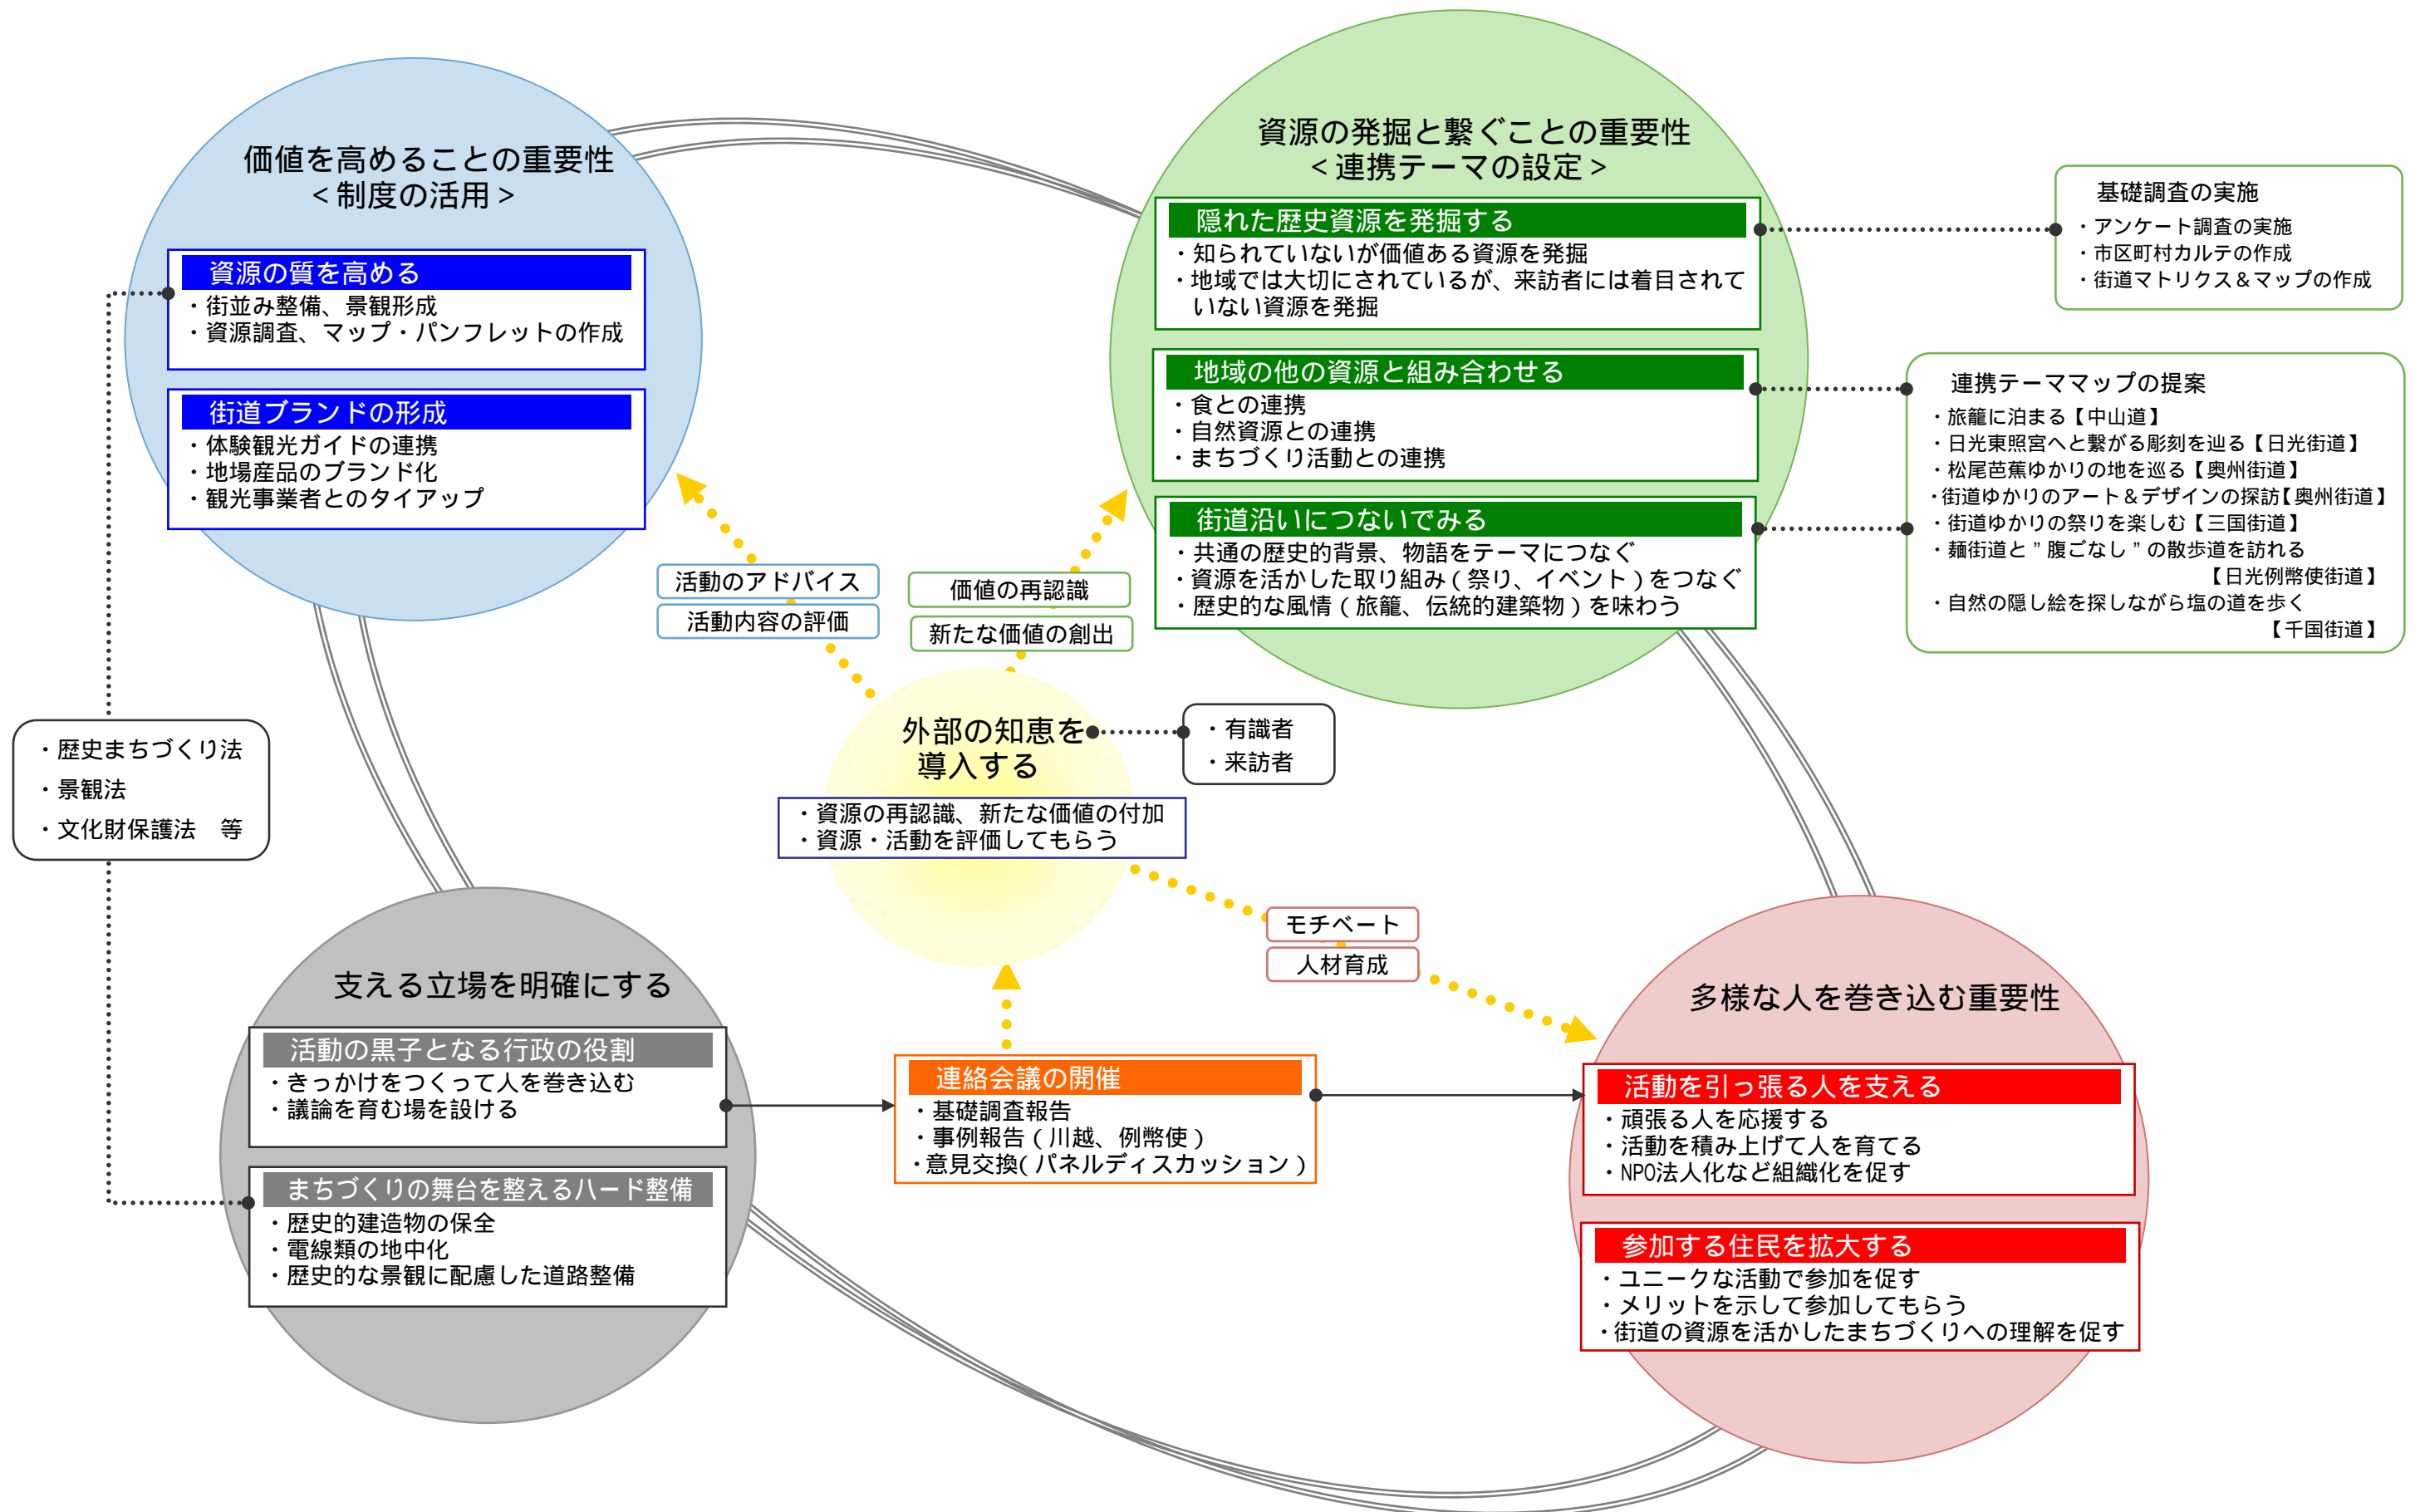 価値を高めることの重要性
＜制度の活用＞
資源の質を高める
・街並み整備、景観形成
・資源調査、マップ・パンフレットの作成
街道ブランドの形成
・体験観光ガイドの連携
・地場産品のブランド化
・観光事業者とのタイアップ
資源の発掘と繋ぐことの重要性
＜連携テーマの設定＞
隠れた歴史資源を発掘する
・知られていないが価値ある資源を発掘
・地域では大切にされているが、来訪者には着目されて
いない資源を発掘
地域の他の資源と組み合わせる
・食との連携
・自然資源との連携
・まちづくり活動との連携
街道沿いにつないでみる
・共通の歴史的背景、物語をテーマにつなぐ
・資源を活かした取り組み（祭り、イベント）をつなぐ
・歴史的な風情（旅籠、伝統的建築物）を味わう
基礎調査の実施
・アンケート調査の実施
・市区町村カルテの作成
・街道マトリクス＆マップの作成
連携テーママップの提案
・旅籠に泊まる【中山道】
・日光東照宮へと繋がる彫刻を辿る【日光街道】
・松尾芭蕉ゆかりの地を巡る【奥州街道】
・街道ゆかりのアート＆デザインの探訪【奥州街道】
・街道ゆかりの祭りを楽しむ【三国街道】
・麺街道と”腹ごなし”の散歩道を訪れる
【日光例幣使街道】
・自然の隠し絵を探しながら塩の道を歩く
【千国街道】
活動のアドバイス
活動内容の評価
価値の再認識
新たな価値の創出
外部の知恵を
導入する
・資源の再認識、新たな価値の付加
・資源・活動を評価してもらう
・有識者
・来訪者
・歴史まちづくり法
・景観法
・文化財保護法　等
モチベート
人材育成
支える立場を明確にする
活動の黒子となる行政の役割
・きっかけをつくって人を巻き込む
・議論を育む場を設ける
まちづくりの舞台を整えるハード整備
・歴史的建造物の保全
・電線類の地中化
・歴史的な景観に配慮した道路整備
連絡会議の開催
・基礎調査報告
・事例報告（川越、例幣使）
・意見交換（パネルディスカッション）
多様な人を巻き込む重要性
活動を引っ張る人を支える
・頑張る人を応援する
・活動を積み上げて人を育てる
・NPO法人化など組織化を促す
参加する住民を拡大する
・ユニークな活動で参加を促す
・メリットを示して参加してもらう
・街道の資源を活かしたまちづくりへの理解を促す